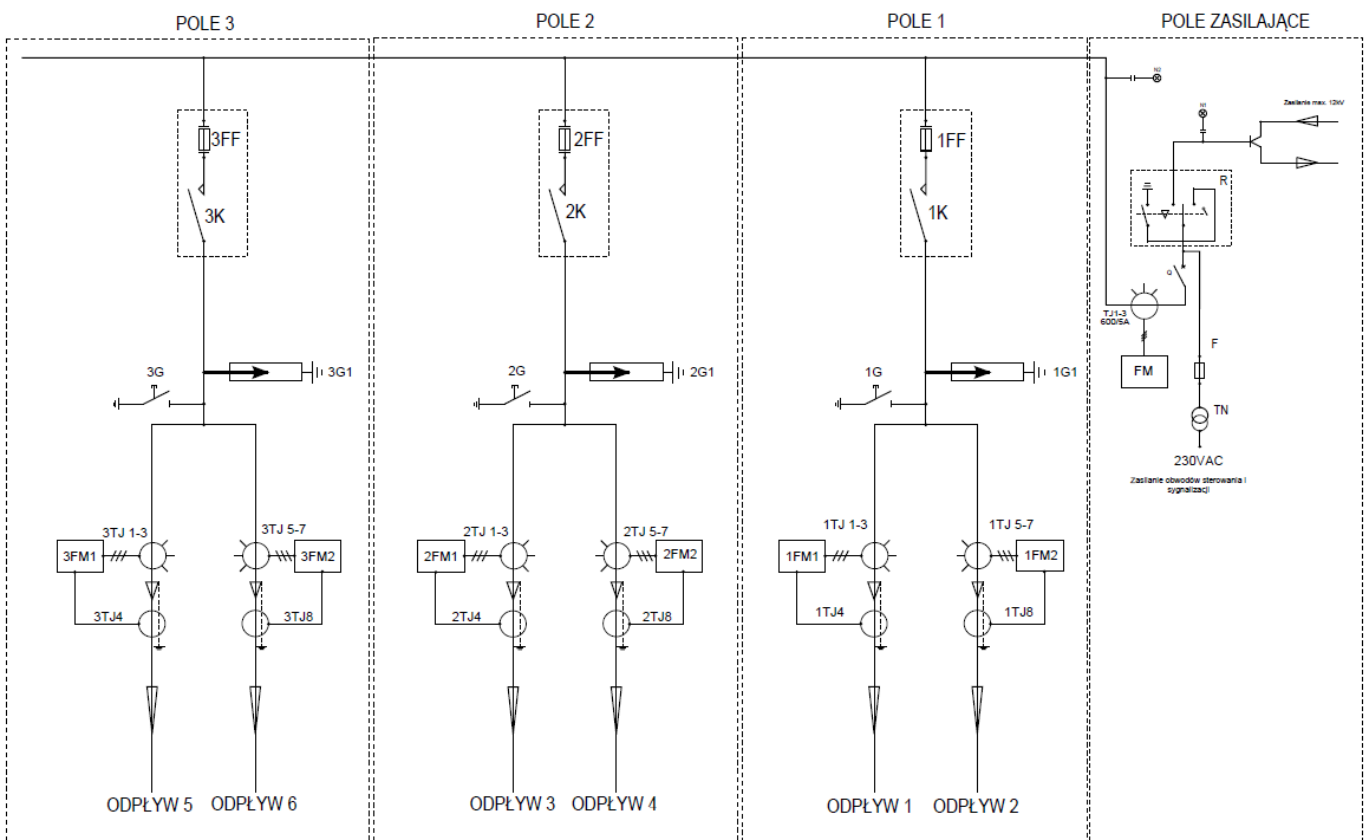 POLE 3
POLE 2
POLE 1
POLE ZASILAJĄCE
N2
N1
Zasilanie max. 12kV
3FF
2FF
1FF
R
3K
2K
1K
Q
TJ1-3
600/5A
F
FM
3G
3G1
2G
2G1
1G
1G1
TN
230VAC
Zasilanie obwodów sterowania i
sygnalizacji
3TJ 1-3
3TJ 5-7
2TJ 1-3
2TJ 5-7
1TJ 1-3
1TJ 5-7
3FM1
3FM2
2FM1
2FM2
1FM1
1FM2
3TJ4
3TJ8
2TJ4
2TJ8
1TJ4
1TJ8
ODPŁYW 5
ODPŁYW 6
ODPŁYW 3
ODPŁYW 4
ODPŁYW 1
ODPŁYW 2